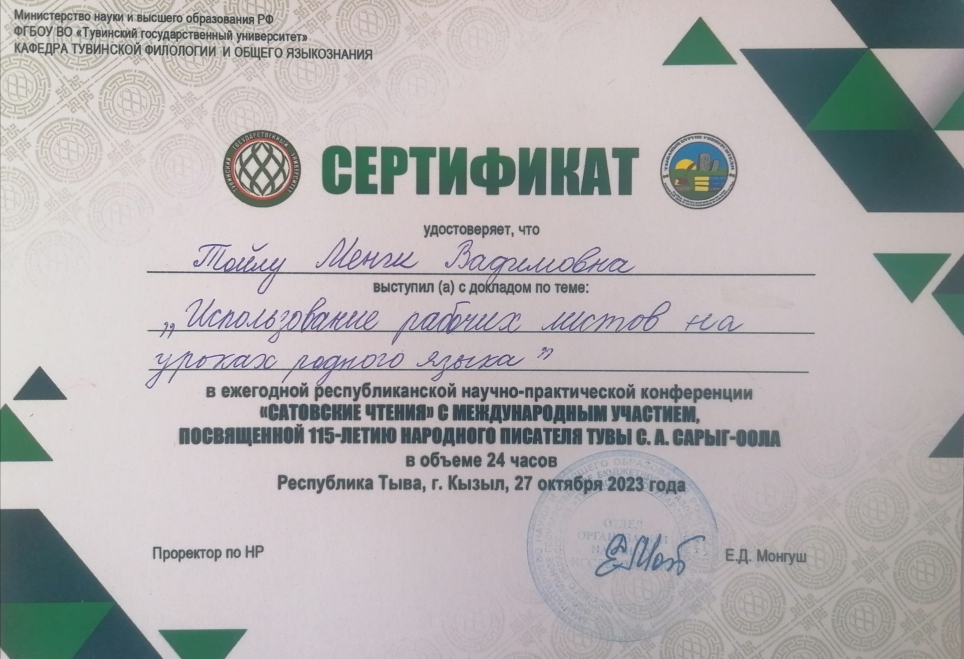 Министерство науки и высшего образования РФ
ФГБОУ ВО «Тувинский государственный университет»
КАФЕДРА ТУВИНСКОЙ ФИЛОЛОГИИ И ОБЩЕГО ЯЗЫКОЗНАНИЯ
СЕРТИФИКАТ
удостоверяет, что
Тойлу Менги Вадимовна
выступил (а) с докладом по теме:
„Использование рабочих листов на
уроках родного языка”
в ежегодной республиканской научно-практической конференции
«САТОВСКИЕ ЧТЕНИЯ» С МЕЖДУНАРОДНЫМ УЧАСТИЕМ,
ПОСВЯЩЕННОЙ 115-ЛЕТИЮ НАРОДНОГО ПИСАТЕЛЯ ТУВЫ С. А. САРЫГ-ООЛА
в объеме 24 часов
Республика Тыва, г. Кызыл, 27 октября 2023 года
Проректор по НР
Е.Д. Монгуш